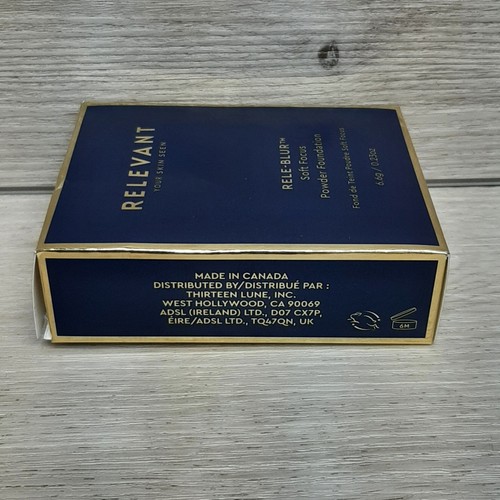 RELEVANT
YOUR SKIN SEEN
RELE•BLUR™
Soft Focus
Powder Foundation
Fond de Teint Poudre Soft Focus
6.6g / 0.23oz
MADE IN CANADA
DISTRIBUTED BY/DISTRIBUÉ PAR :
THIRTEEN LUNE, INC.
WEST HOLLYWOOD, CA 90069
ADSL (IRELAND) LTD., D07 CX7P,
ÉIRE/ADSL LTD., TQ47QN, UK
6M